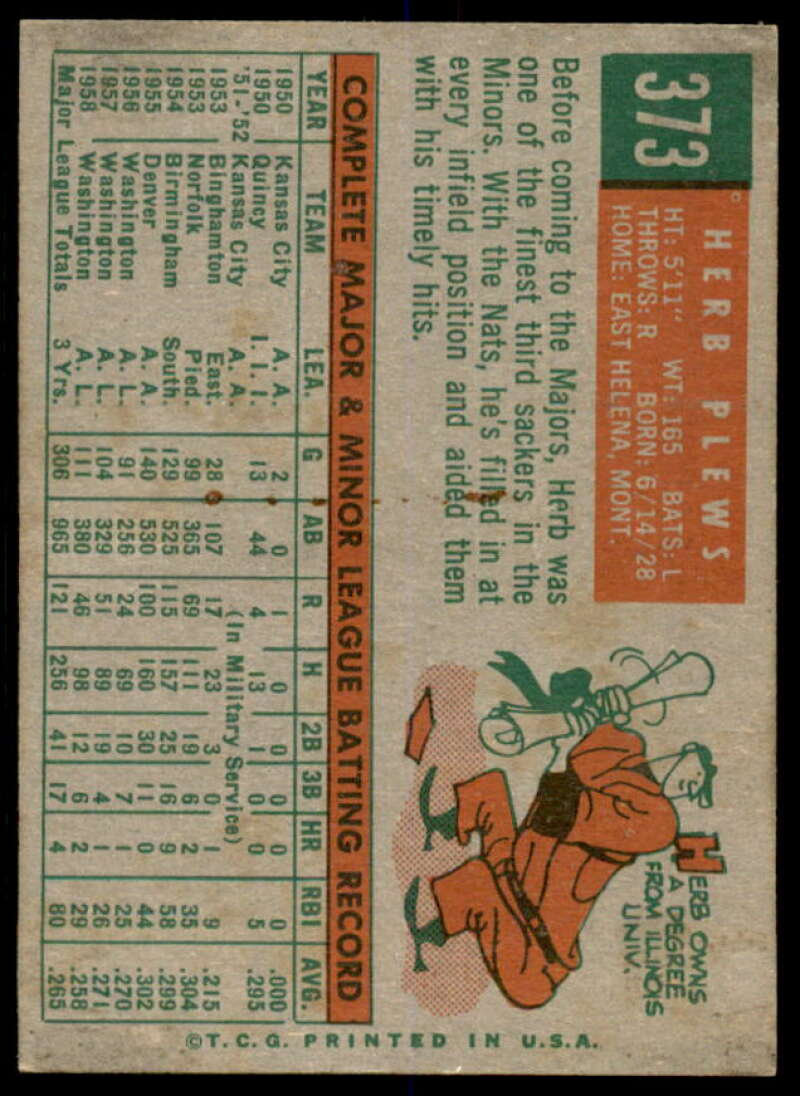 373
HERB PLEWS
HT: 5'11" WT: 165 BATS: L
THROWS: R BORN: 6/14/28
HOME: EAST HELENA, MONT.
Before coming to the Majors, Herb was
one of the finest third sackers in the
Minors. With the Nats, he's filled in at
every infield position and aided them
with his timely hits.
HERB OWNS
A DEGREE
FROM ILLINOIS
UNIV.
COMPLETE MAJOR & MINOR LEAGUE BATTING RECORD
YEAR TEAM LEA. G AB R H 2B 3B HR RBI AVG.
1950 Kansas City A. A. 2 0 1 0 0 0 0 0 .000
1950 Quincy I. I. I. 13 44 4 13 1 0 0 5 .295
'51-'52 Kansas City A. A. (In Military Service)
1953 Binghamton East. 28 107 17 23 3 0 1 9 .215
1953 Norfolk Pied. 99 365 69 111 19 6 2 35 .304
1954 Birmingham South. 129 525 115 157 25 16 9 58 .299
1955 Denver A. A. 140 530 100 160 30 11 0 44 .302
1956 Washington A. L. 91 256 24 69 10 7 1 25 .270
1957 Washington A. L. 104 329 51 89 19 4 1 26 .271
1958 Washington A. L. 111 380 46 98 12 6 2 29 .258
Major League Totals 3 Yrs. 306 965 121 256 41 17 4 80 .265
©T.C.G. PRINTED IN U.S.A.